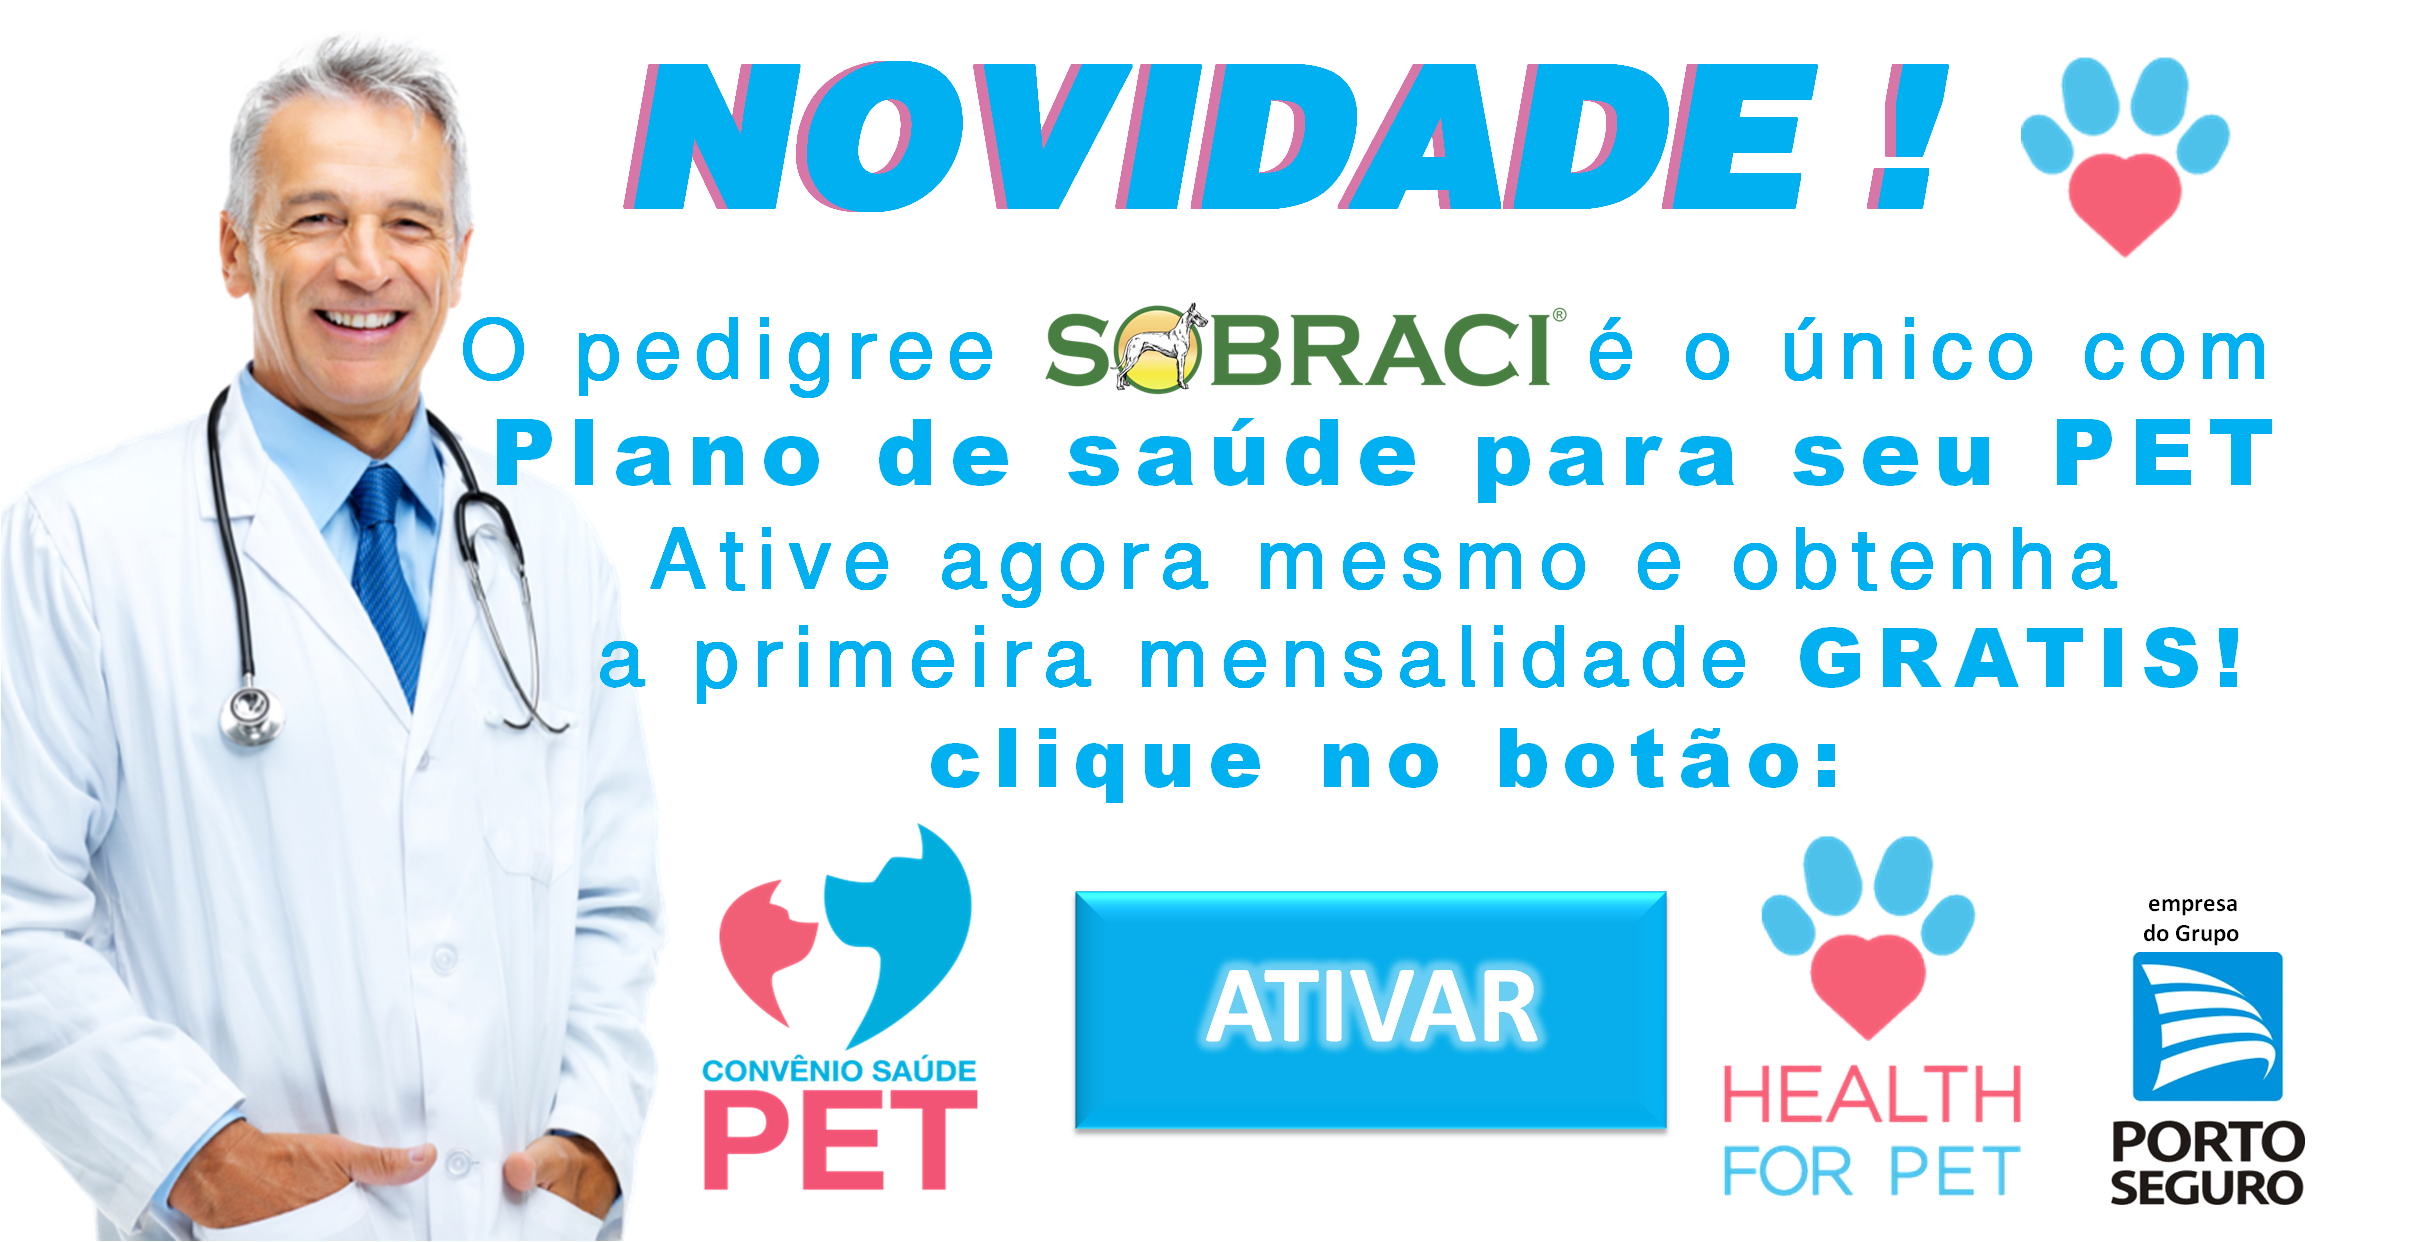 NOVIDADE !
O pedigree SOBRACI® é o único com
Plano de saúde para seu PET
Ative agora mesmo e obtenha
a primeira mensalidade GRATIS!
clique no botão:
CONVÊNIO SAÚDE
PET
ATIVAR
HEALTH
FOR PET
empresa
do Grupo
PORTO
SEGURO